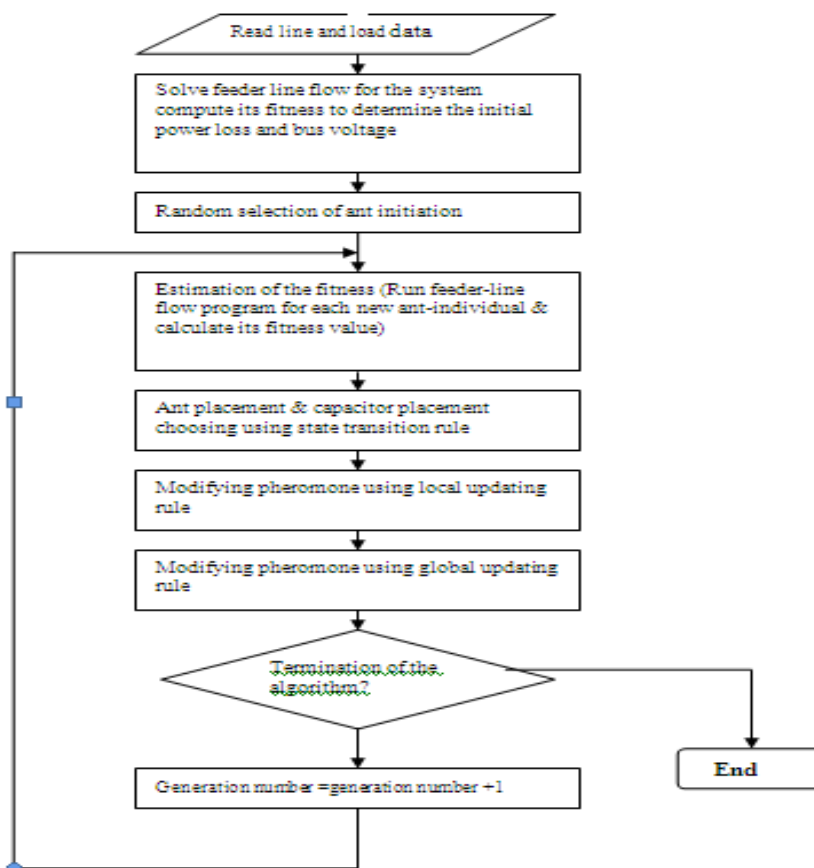 Read line and load data
Solve feeder line flow for the system
compute its fitness to determine the initial
power loss and bus voltage
Random selection of ant initiation
Estimation of the fitness (Run feeder-line
flow program for each new ant-individual &
calculate its fitness value)
Ant placement & capacitor placement
choosing using state transition rule
Modifying pheromone using local updating
rule
Modifying pheromone using global updating
rule
Termination of the
algorithm?
End
Generation number =generation number +1